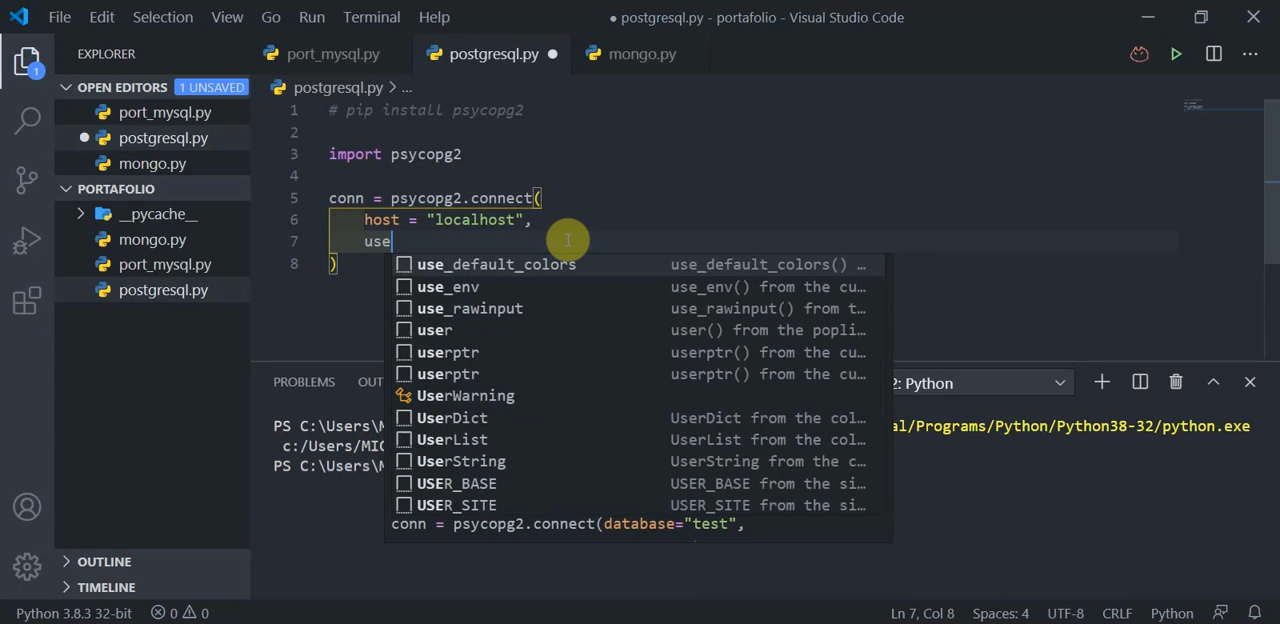 File Edit Selection View Go Run Terminal Help ● postgresql.py - portafolio - Visual Studio Code
EXPLORER
port_mysql.py postgresql.py ● mongo.py
OPEN EDITORS 1 UNSAVED
postgresql.py > ...
port_mysql.py
● postgresql.py
mongo.py
PORTAFOLIO
__pycache__
mongo.py
port_mysql.py
postgresql.py
OUTLINE
TIMELINE
1 # pip install psycopg2
2
3 import psycopg2
4
5 conn = psycopg2.connect(
6 host = "localhost",
7 use
8 )
use_default_colors use_default_colors() …
use_env use_env() from the cu…
use_rawinput use_rawinput() from t…
user user() from the popli…
userptr userptr() from the cu…
userptr userptr() from the cu…
UserWarning
UserDict UserDict from the col…
UserList UserList from the col…
UserString UserString from the c…
USER_BASE USER_BASE from the si…
USER_SITE USER_SITE from the si…
conn = psycopg2.connect(database="test",
PROBLEMS OUT 2: Python
PS C:\Users\M al/Programs/Python/Python38-32/python.exe
c:/Users/MIC
PS C:\Users\M
1
Python 3.8.3 32-bit 0 0 Ln 7, Col 8 Spaces: 4 UTF-8 CRLF Python